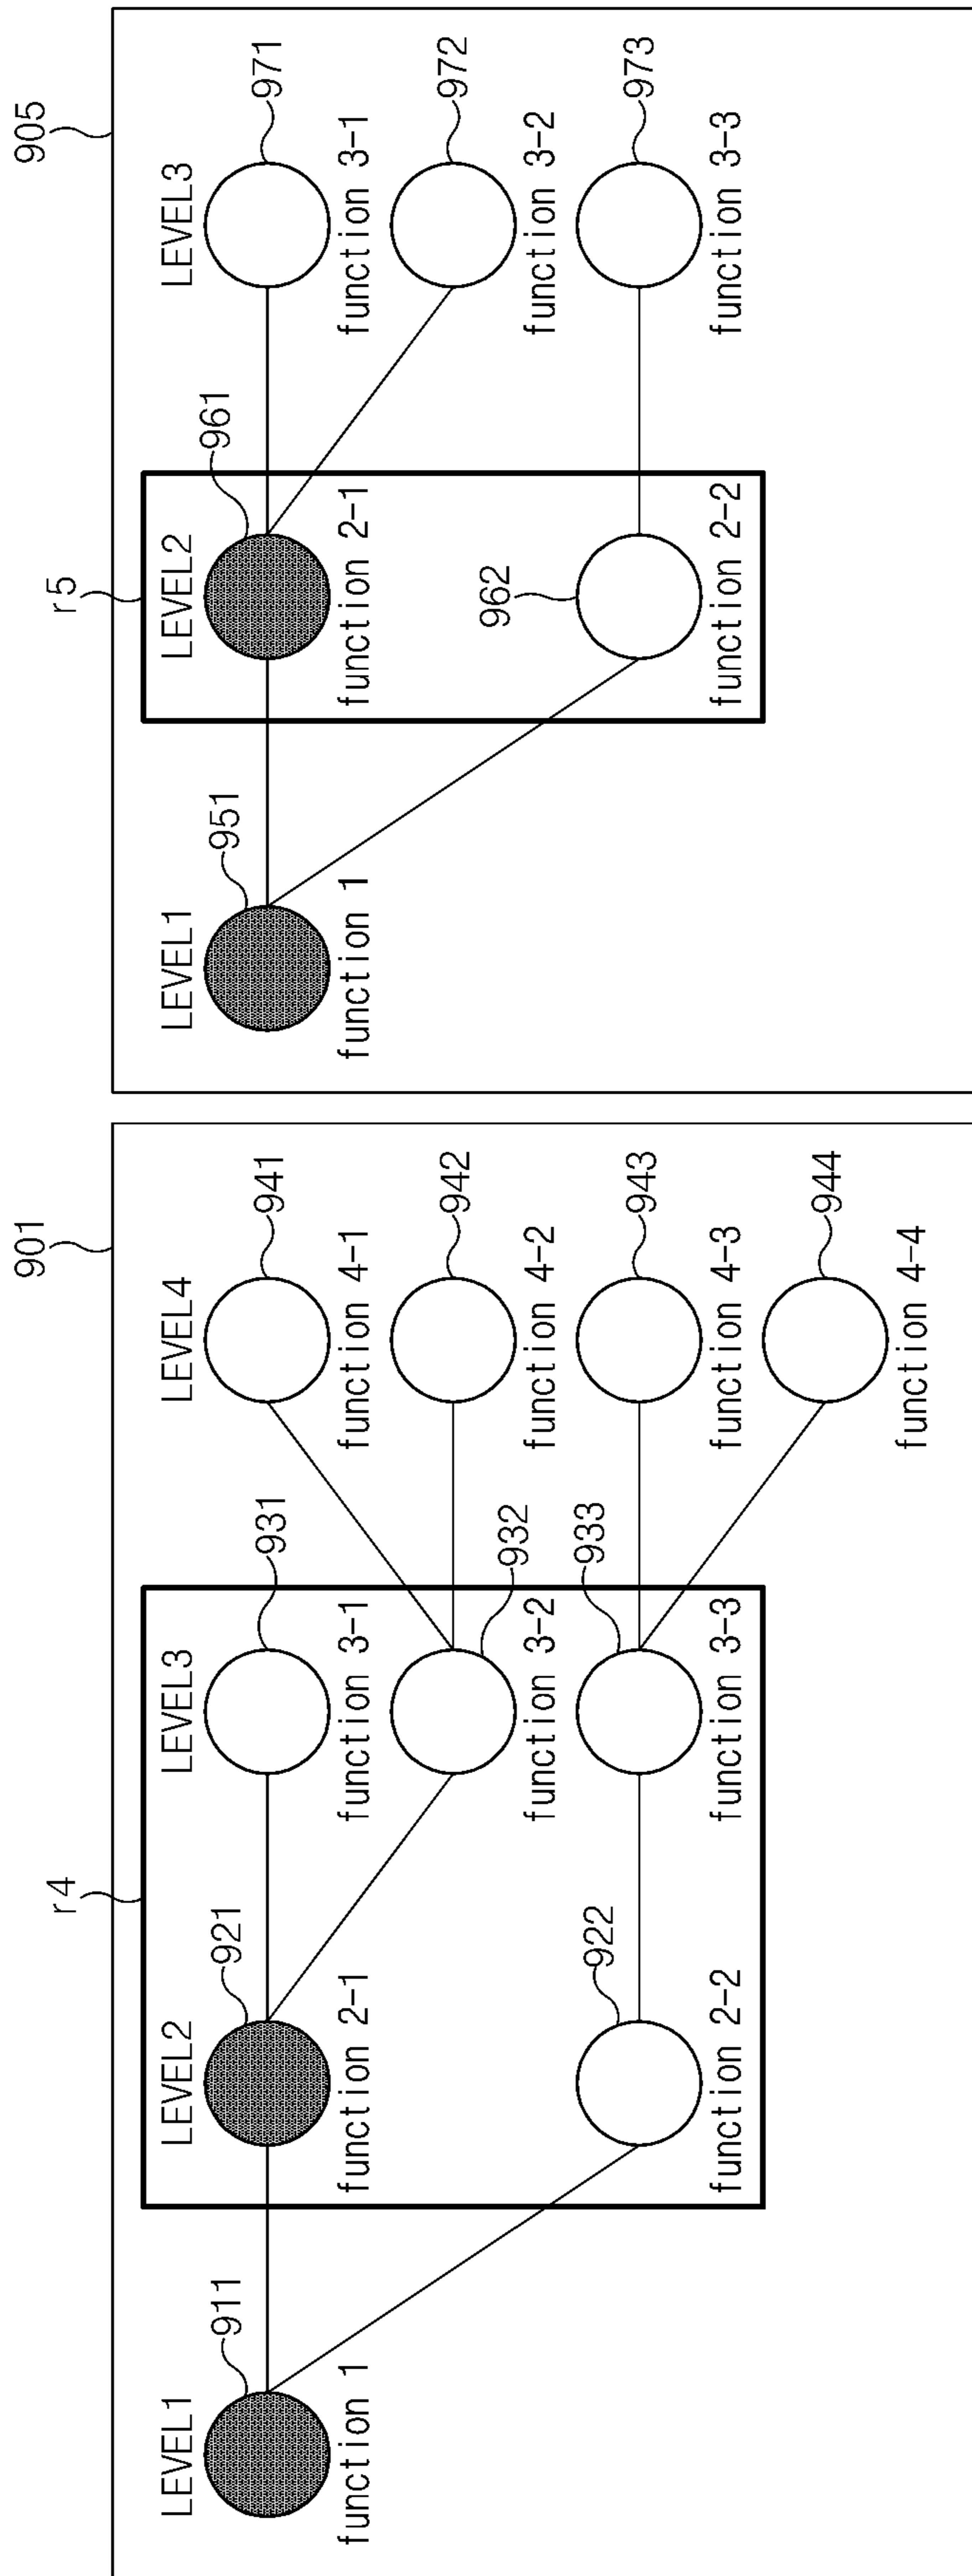 901
r4
LEVEL1
911
function 1
LEVEL2
921
function 2-1
922
function 2-2
LEVEL3
931
function 3-1
932
function 3-2
933
function 3-3
LEVEL4
941
function 4-1
942
function 4-2
943
function 4-3
944
function 4-4
905
r5
LEVEL1
951
function 1
LEVEL2
961
function 2-1
962
function 2-2
LEVEL3
971
function 3-1
972
function 3-2
973
function 3-3